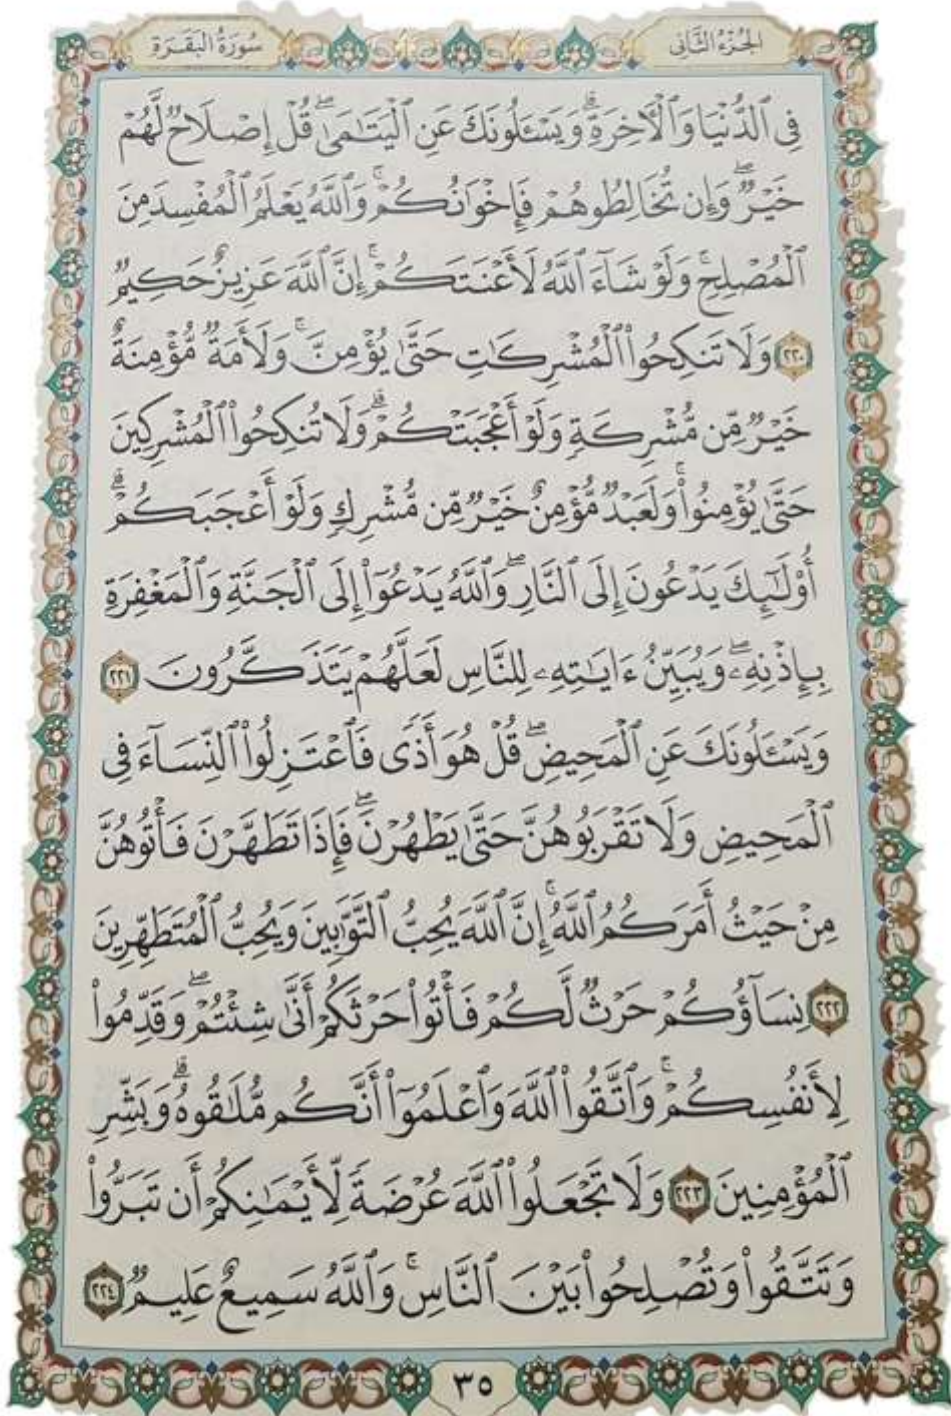 الجزء الثاني
سورة البقرة
فِي ٱلدُّنْيَا وَٱلْأَخِرَةِۗ وَيَسْـَٔلُونَكَ عَنِ ٱلْيَتَـٰمَىٰۖ قُلْ إِصْلَاحٌ لَّهُمْ
خَيْرٌۖ وَإِن تُخَالِطُوهُمْ فَإِخْوَٰنُكُمْۚ وَٱللَّهُ يَعْلَمُ ٱلْمُفْسِدَ مِنَ
ٱلْمُصْلِحِۚ وَلَوْ شَآءَ ٱللَّهُ لَأَعْنَتَكُمْۚ إِنَّ ٱللَّهَ عَزِيزٌ حَكِيمٌ
٢٢٠ وَلَا تَنكِحُوا۟ ٱلْمُشْرِكَـٰتِ حَتَّىٰ يُؤْمِنَّۚ وَلَأَمَةٌ مُّؤْمِنَةٌ
خَيْرٌ مِّن مُّشْرِكَةٍ وَلَوْ أَعْجَبَتْكُمْۗ وَلَا تُنكِحُوا۟ ٱلْمُشْرِكِينَ
حَتَّىٰ يُؤْمِنُوا۟ۚ وَلَعَبْدٌ مُّؤْمِنٌ خَيْرٌ مِّن مُّشْرِكٍ وَلَوْ أَعْجَبَكُمْۗ
أُو۟لَـٰٓئِكَ يَدْعُونَ إِلَى ٱلنَّارِۖ وَٱللَّهُ يَدْعُوٓا۟ إِلَى ٱلْجَنَّةِ وَٱلْمَغْفِرَةِ
بِإِذْنِهِۦۖ وَيُبَيِّنُ ءَايَـٰتِهِۦ لِلنَّاسِ لَعَلَّهُمْ يَتَذَكَّرُونَ ٢٢١
وَيَسْـَٔلُونَكَ عَنِ ٱلْمَحِيضِۖ قُلْ هُوَ أَذًى فَٱعْتَزِلُوا۟ ٱلنِّسَآءَ فِي
ٱلْمَحِيضِ وَلَا تَقْرَبُوهُنَّ حَتَّىٰ يَطْهُرْنَۖ فَإِذَا تَطَهَّرْنَ فَأْتُوهُنَّ
مِنْ حَيْثُ أَمَرَكُمُ ٱللَّهُۚ إِنَّ ٱللَّهَ يُحِبُّ ٱلتَّوَّٰبِينَ وَيُحِبُّ ٱلْمُتَطَهِّرِينَ
٢٢٢ نِسَآؤُكُمْ حَرْثٌ لَّكُمْ فَأْتُوا۟ حَرْثَكُمْ أَنَّىٰ شِئْتُمْۖ وَقَدِّمُوا۟
لِأَنفُسِكُمْۚ وَٱتَّقُوا۟ ٱللَّهَ وَٱعْلَمُوٓا۟ أَنَّكُم مُّلَـٰقُوهُۗ وَبَشِّرِ
ٱلْمُؤْمِنِينَ ٢٢٣ وَلَا تَجْعَلُوا۟ ٱللَّهَ عُرْضَةً لِّأَيْمَـٰنِكُمْ أَن تَبَرُّوا۟
وَتَتَّقُوا۟ وَتُصْلِحُوا۟ بَيْنَ ٱلنَّاسِۚ وَٱللَّهُ سَمِيعٌ عَلِيمٌ ٢٢٤
٣٥